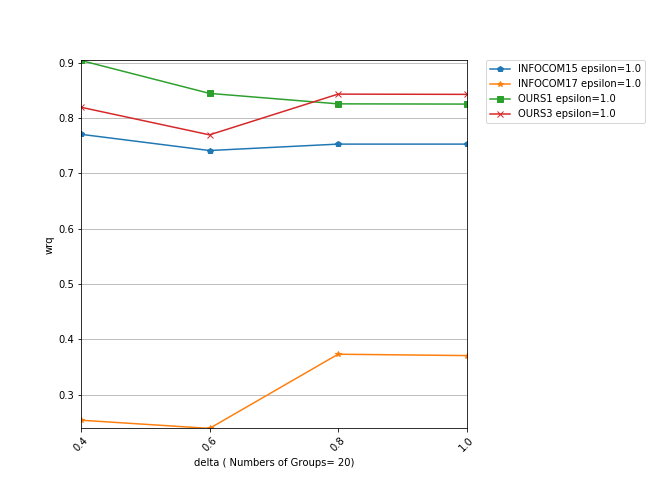 0.9
0.8
0.7
0.6
0.5
0.4
0.3
wrq
0.4
0.6
0.8
1.0
delta ( Numbers of Groups= 20)
INFOCOM15 epsilon=1.0
INFOCOM17 epsilon=1.0
OURS1 epsilon=1.0
OURS3 epsilon=1.0